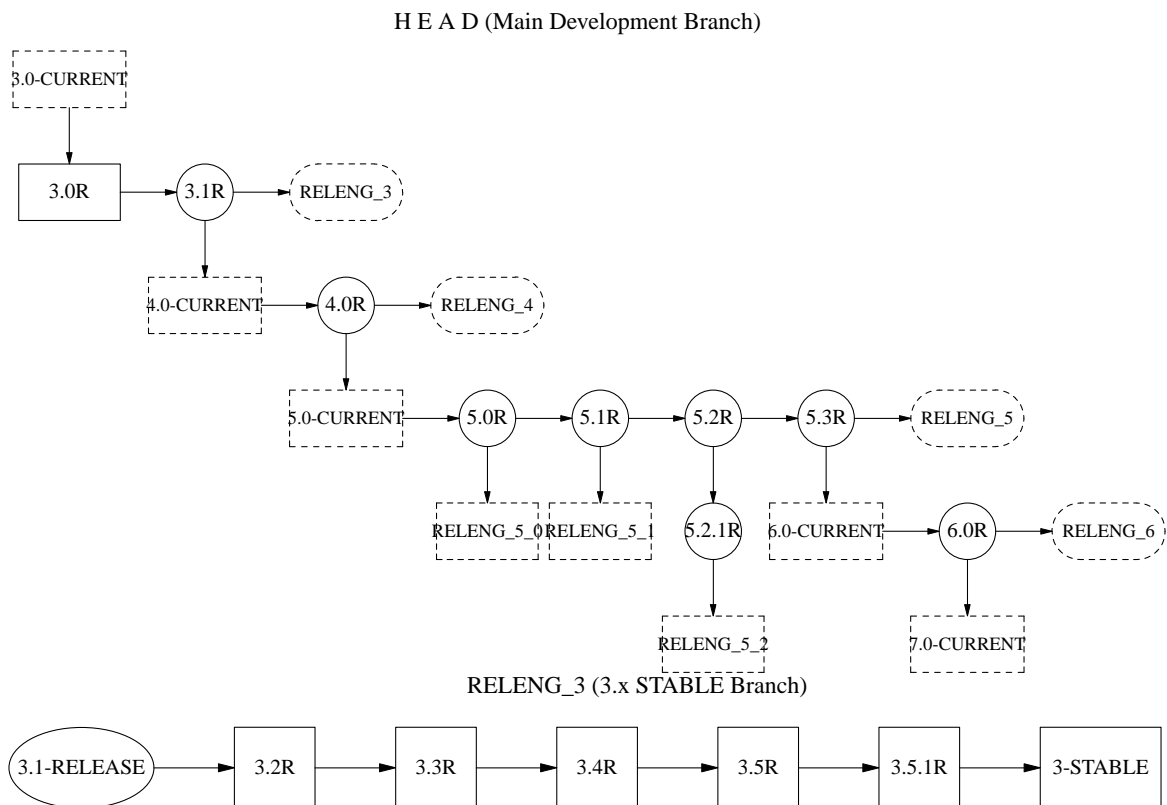 H E A D (Main Development Branch)
3.0-CURRENT
3.0R
3.1R
RELENG_3
4.0-CURRENT
4.0R
RELENG_4
5.0-CURRENT
5.0R
5.1R
5.2R
5.3R
RELENG_5
RELENG_5_0
RELENG_5_1
5.2.1R
6.0-CURRENT
6.0R
RELENG_6
RELENG_5_2
7.0-CURRENT
RELENG_3 (3.x STABLE Branch)
3.1-RELEASE
3.2R
3.3R
3.4R
3.5R
3.5.1R
3-STABLE